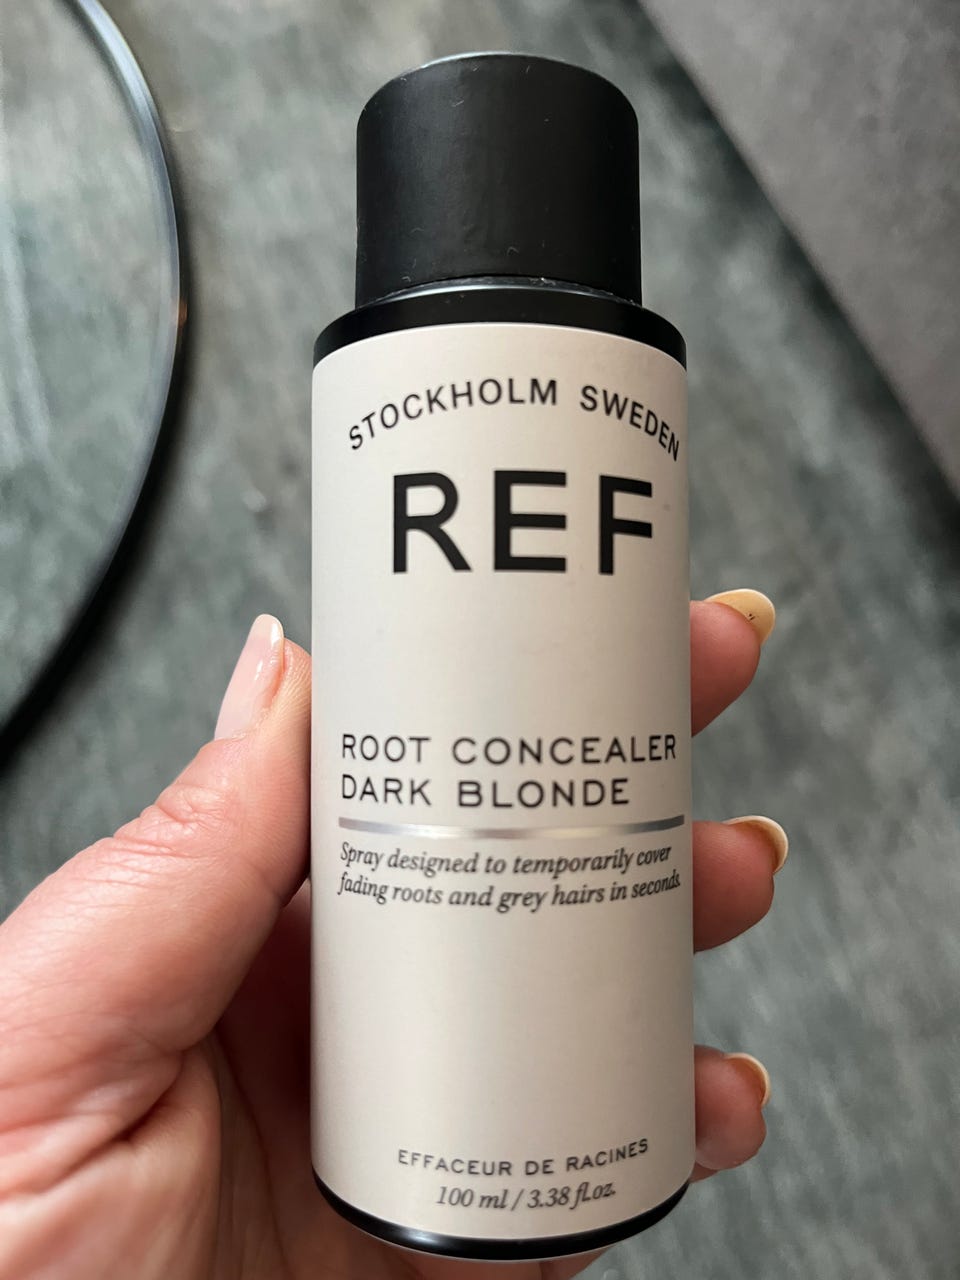 STOCKHOLM SWEDEN
REF
ROOT CONCEALER
DARK BLONDE
Spray designed to temporarily cover
fading roots and grey hairs in seconds.
EFFACEUR DE RACINES
100 ml / 3.38 fl.oz.